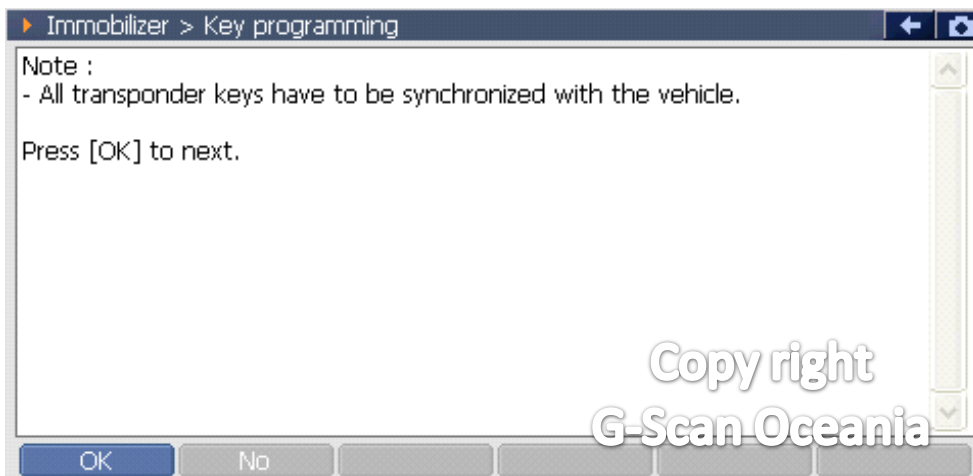 Immobilizer > Key programming
Note :
- All transponder keys have to be synchronized with the vehicle.
Press [OK] to next.
Copy right
G-Scan Oceania
OK No